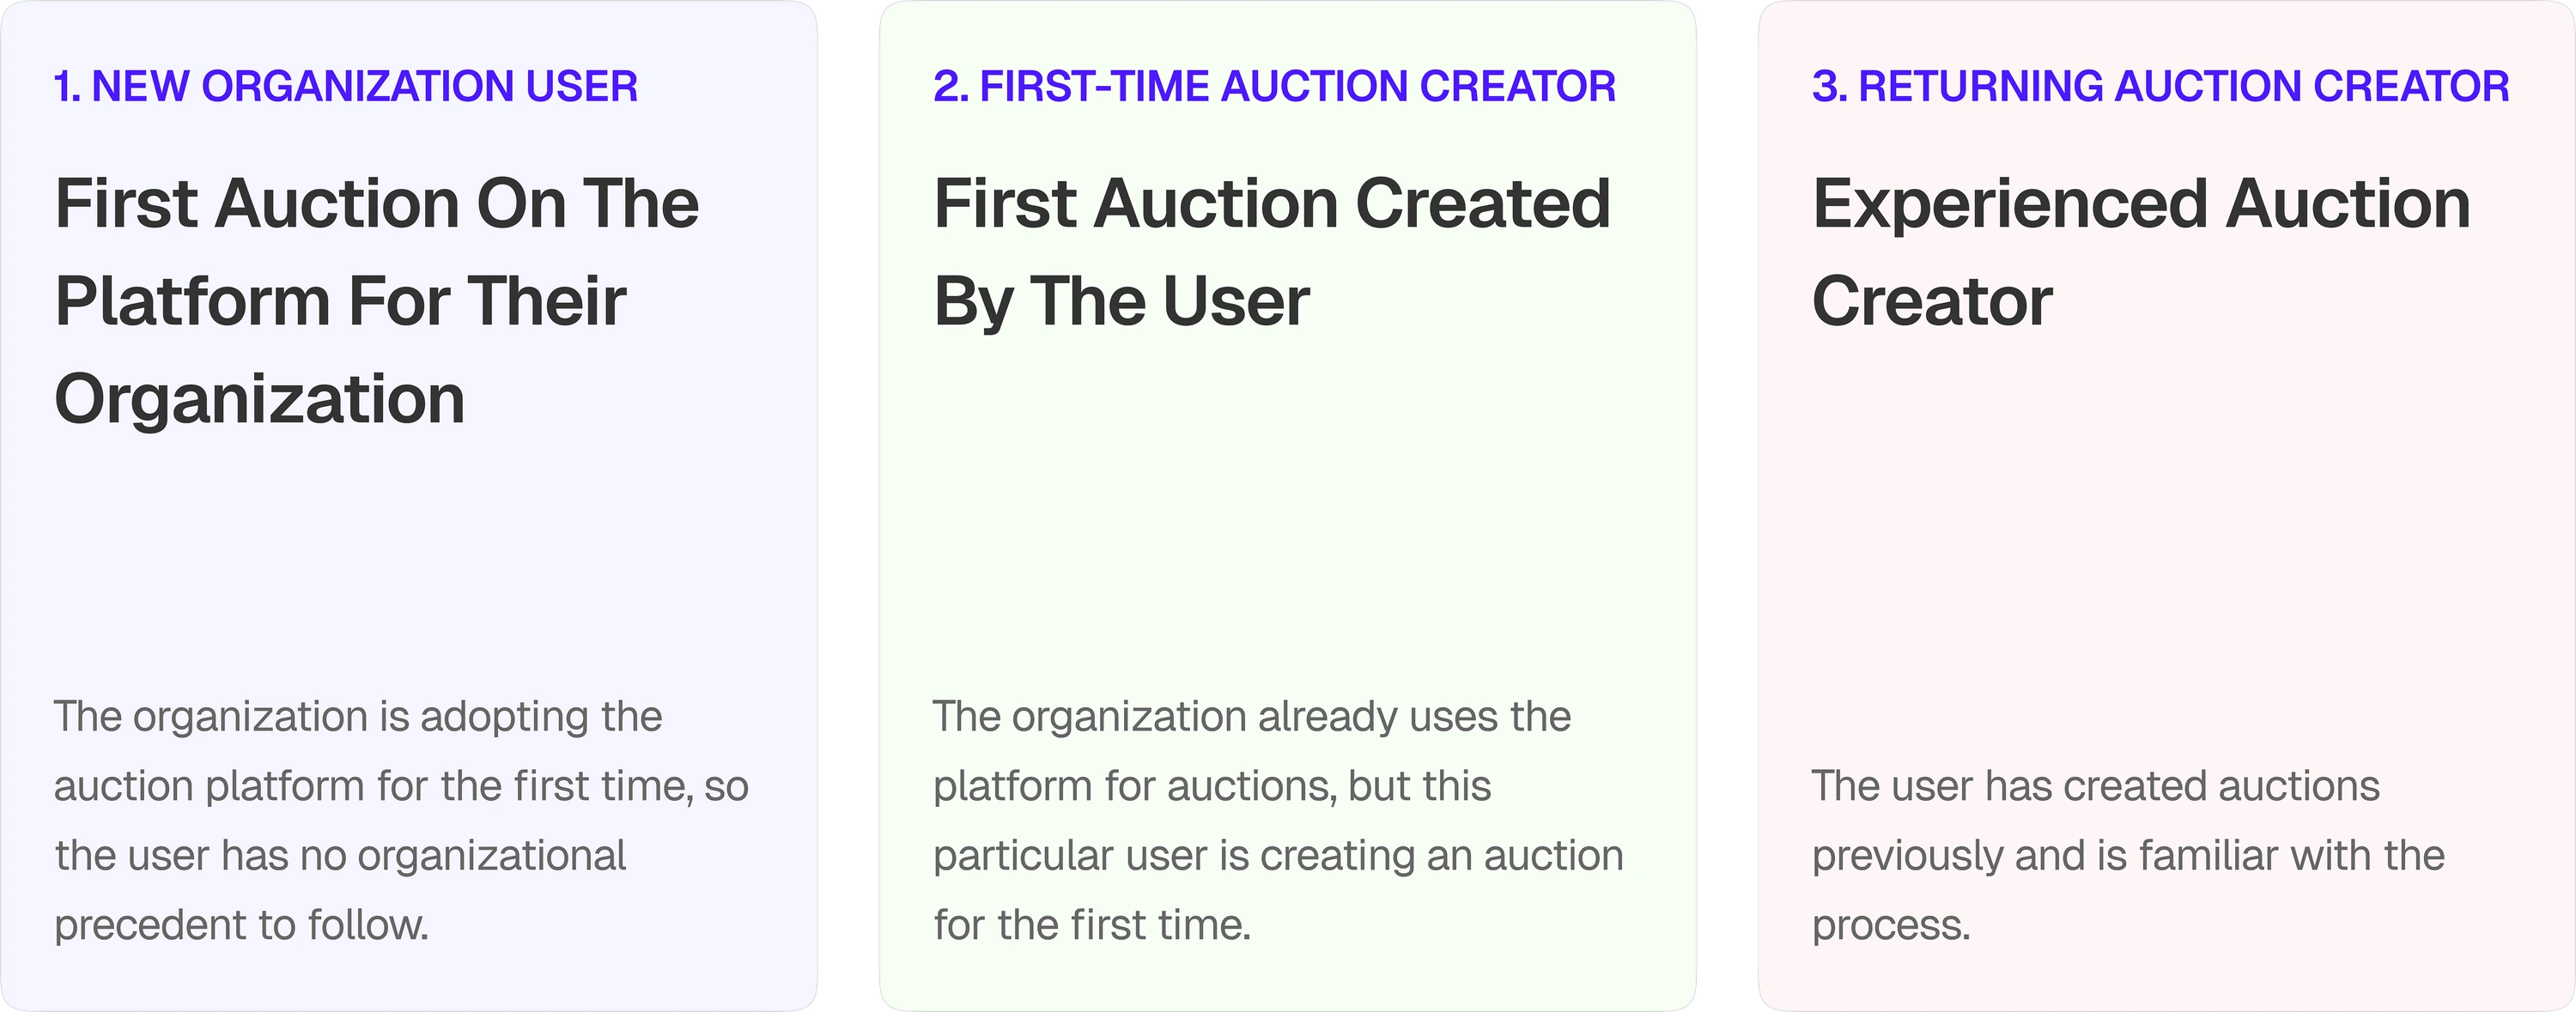 1. NEW ORGANIZATION USER
First Auction On The
Platform For Their
Organization
The organization is adopting the
auction platform for the first time, so
the user has no organizational
precedent to follow.
2. FIRST-TIME AUCTION CREATOR
First Auction Created
By The User
The organization already uses the
platform for auctions, but this
particular user is creating an auction
for the first time.
3. RETURNING AUCTION CREATOR
Experienced Auction
Creator
The user has created auctions
previously and is familiar with the
process.